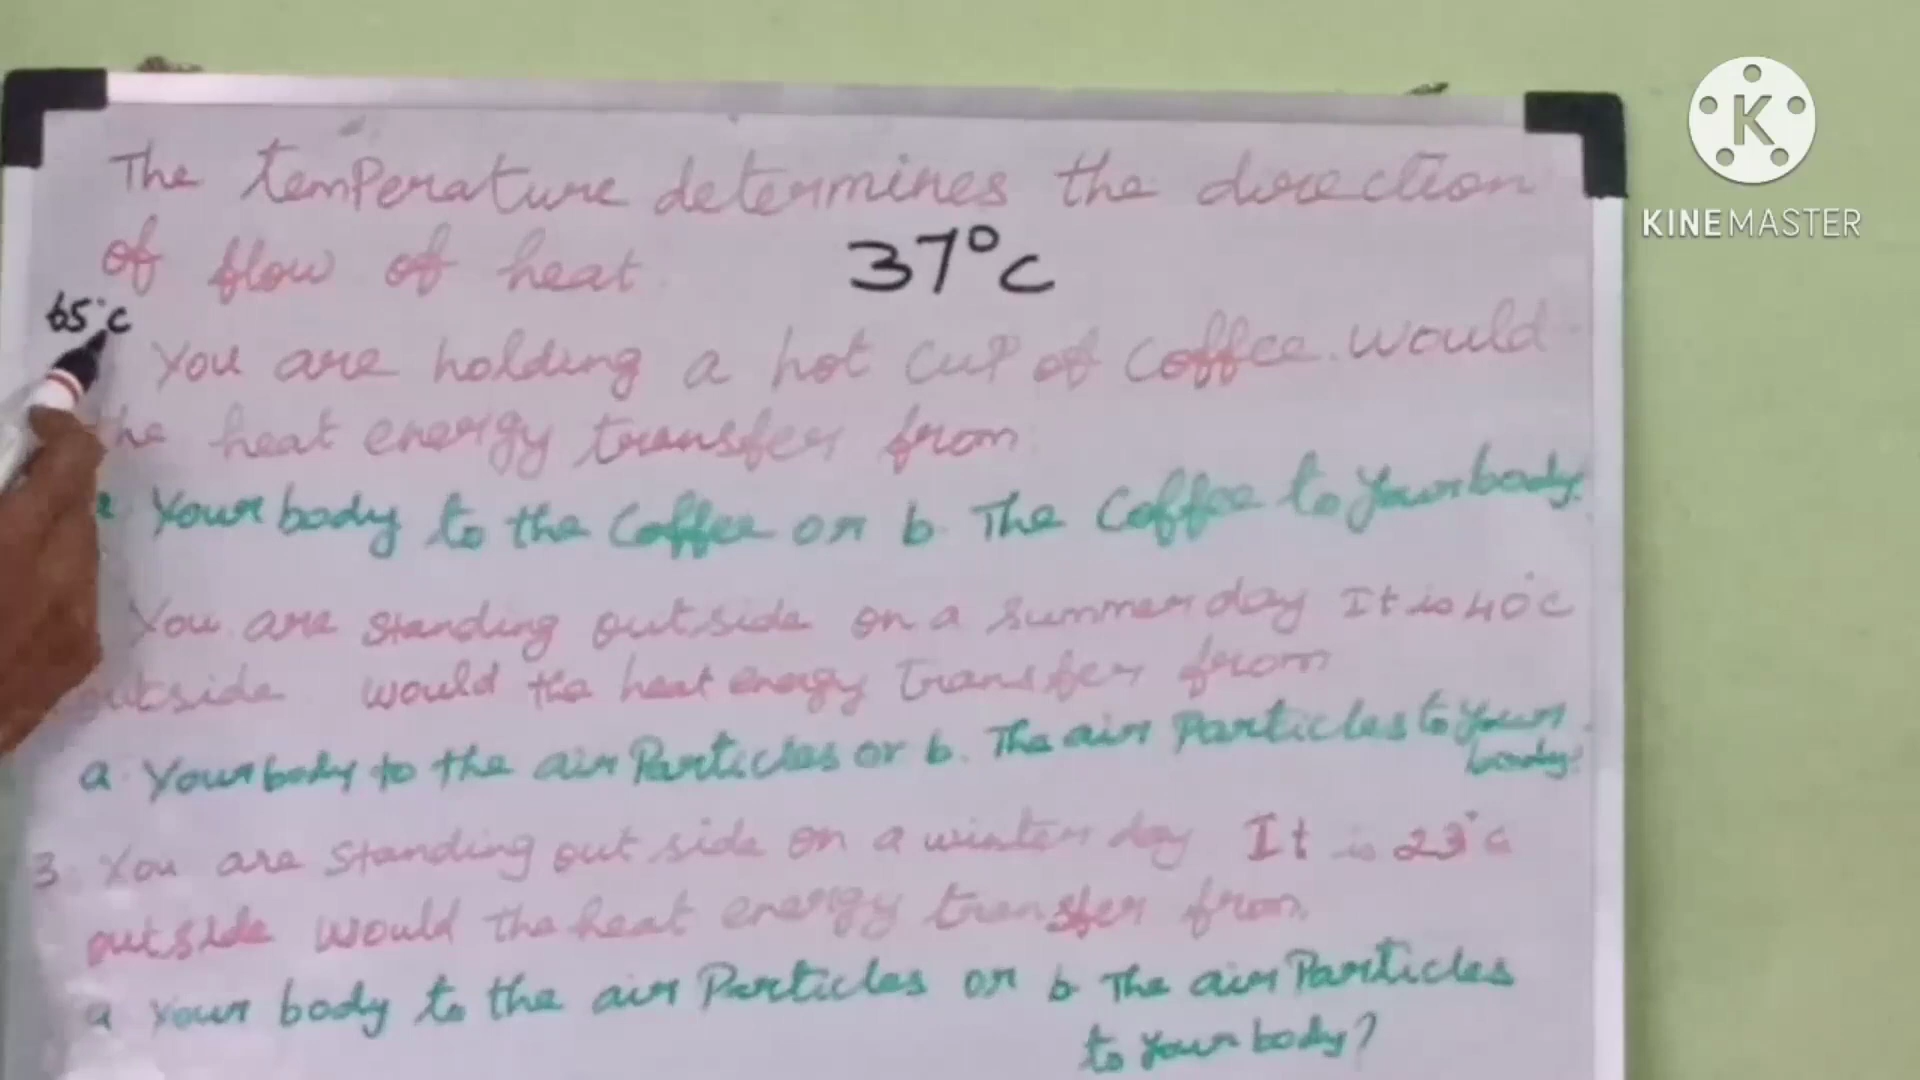 The temperature determines the direction
of flow of heat. 37°C
65°C
You are holding a hot cup of coffee. Would
the heat energy transfer from
Your body to the Coffee or b. The Coffee to your body.
You are standing outside on a summer day It is 40°C
outside would the heat energy transfer from
a. Your body to the air Particles or b. The air Particles to your
body.
3. You are standing out side on a winter day It is 23°C
outside would the heat energy transfer from
a Your body to the air Particles or b The air Particles
to your body?
K
KINEMASTER